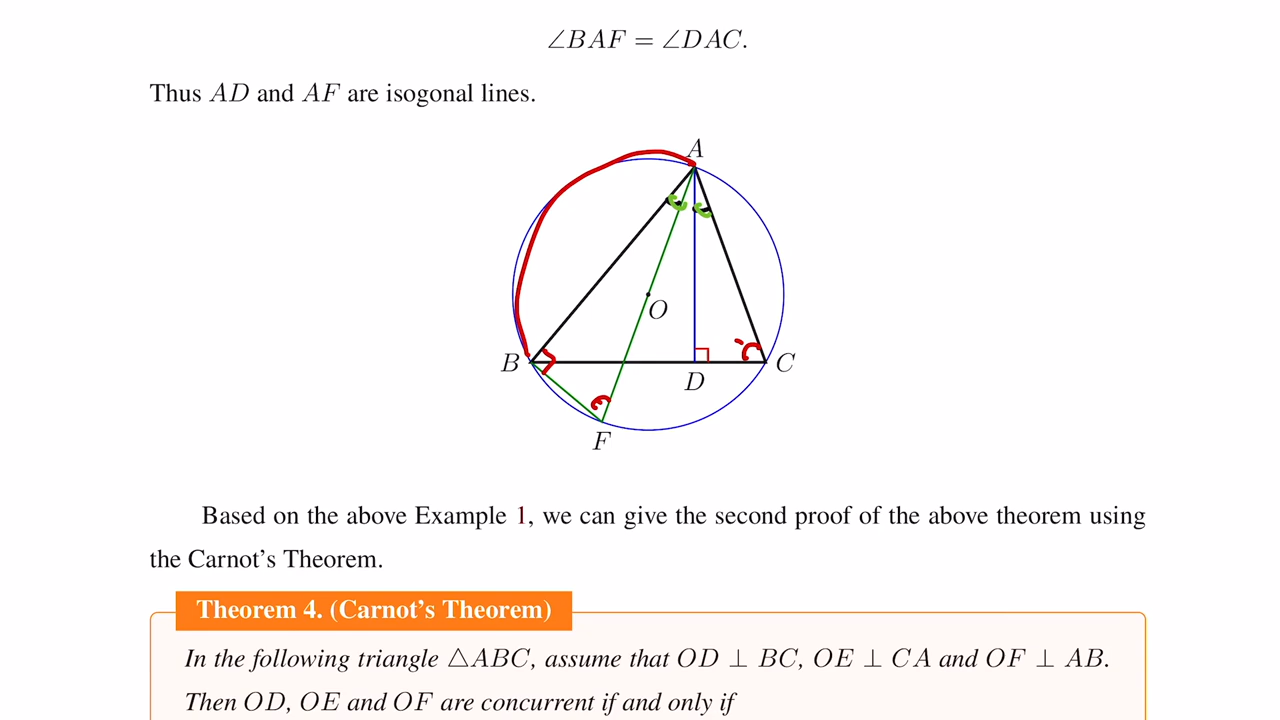 ∠BAF = ∠DAC.
Thus AD and AF are isogonal lines.
A
O
B
D
C
F
Based on the above Example 1, we can give the second proof of the above theorem using
the Carnot's Theorem.
Theorem 4. (Carnot's Theorem)
In the following triangle △ABC, assume that OD ⊥ BC, OE ⊥ CA and OF ⊥ AB.
Then OD, OE and OF are concurrent if and only if